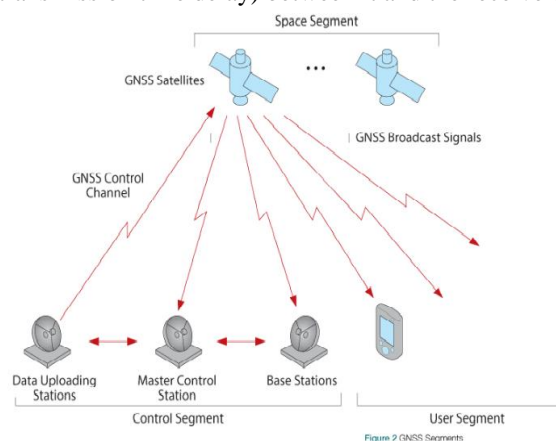 Space Segment
GNSS Satellites
GNSS Broadcast Signals
GNSS Control
Channel
Data Uploading
Stations
Master Control
Station
Base Stations
Control Segment
User Segment
Figure 2 GNSS Segments